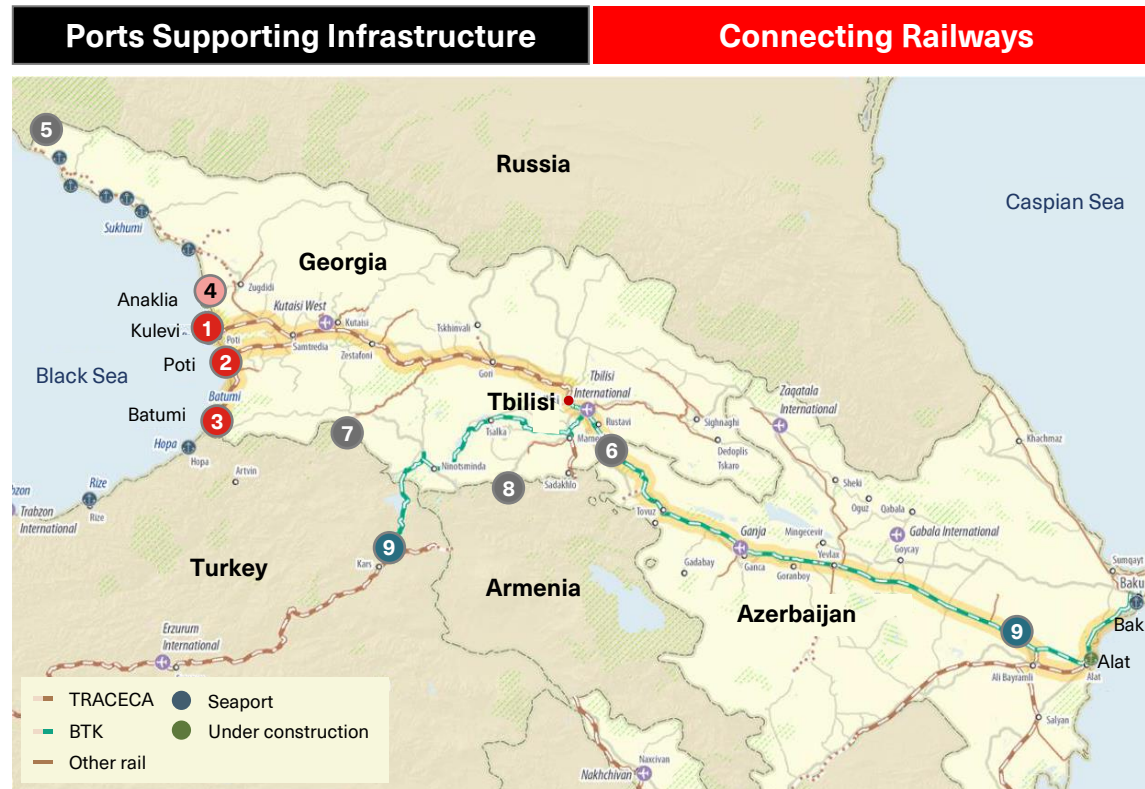 Ports Supporting Infrastructure
Connecting Railways
5
Russia
Caspian Sea
Sukhumi
Georgia
Anaklia
4
Zugdidi
Kutaisi West
Kulevi
1
Poti
Kutaisi
Tskhinvali
Samtredia
Zestafoni
Poti
2
Gori
Black Sea
Tbilisi
International
Zaqatala
International
Batumi
Tbilisi
Batumi
3
Rustavi
Sighnaghi
Khachmaz
Hopa
7
Tsalka
6
Dedoplis
Tskaro
Hopa
Artvin
Ninotsminda
8
Sadakhlo
Sheki
Rize
Oguz
Qabala
Rize
Trabzon
International
Tovuz
Ganja
Mingecevir
Gabala International
9
Goycay
Kars
Turkey
Gadabay
Ganca
Goranboy
Yevlax
Sumqayt
Armenia
Baku
Azerbaijan
Bak
Erzurum
International
9
Alat
Ali Bayramli
Alat
TRACECA
Seaport
BTK
Under construction
Other rail
Salyan
Naxcivan
Nakhchivan